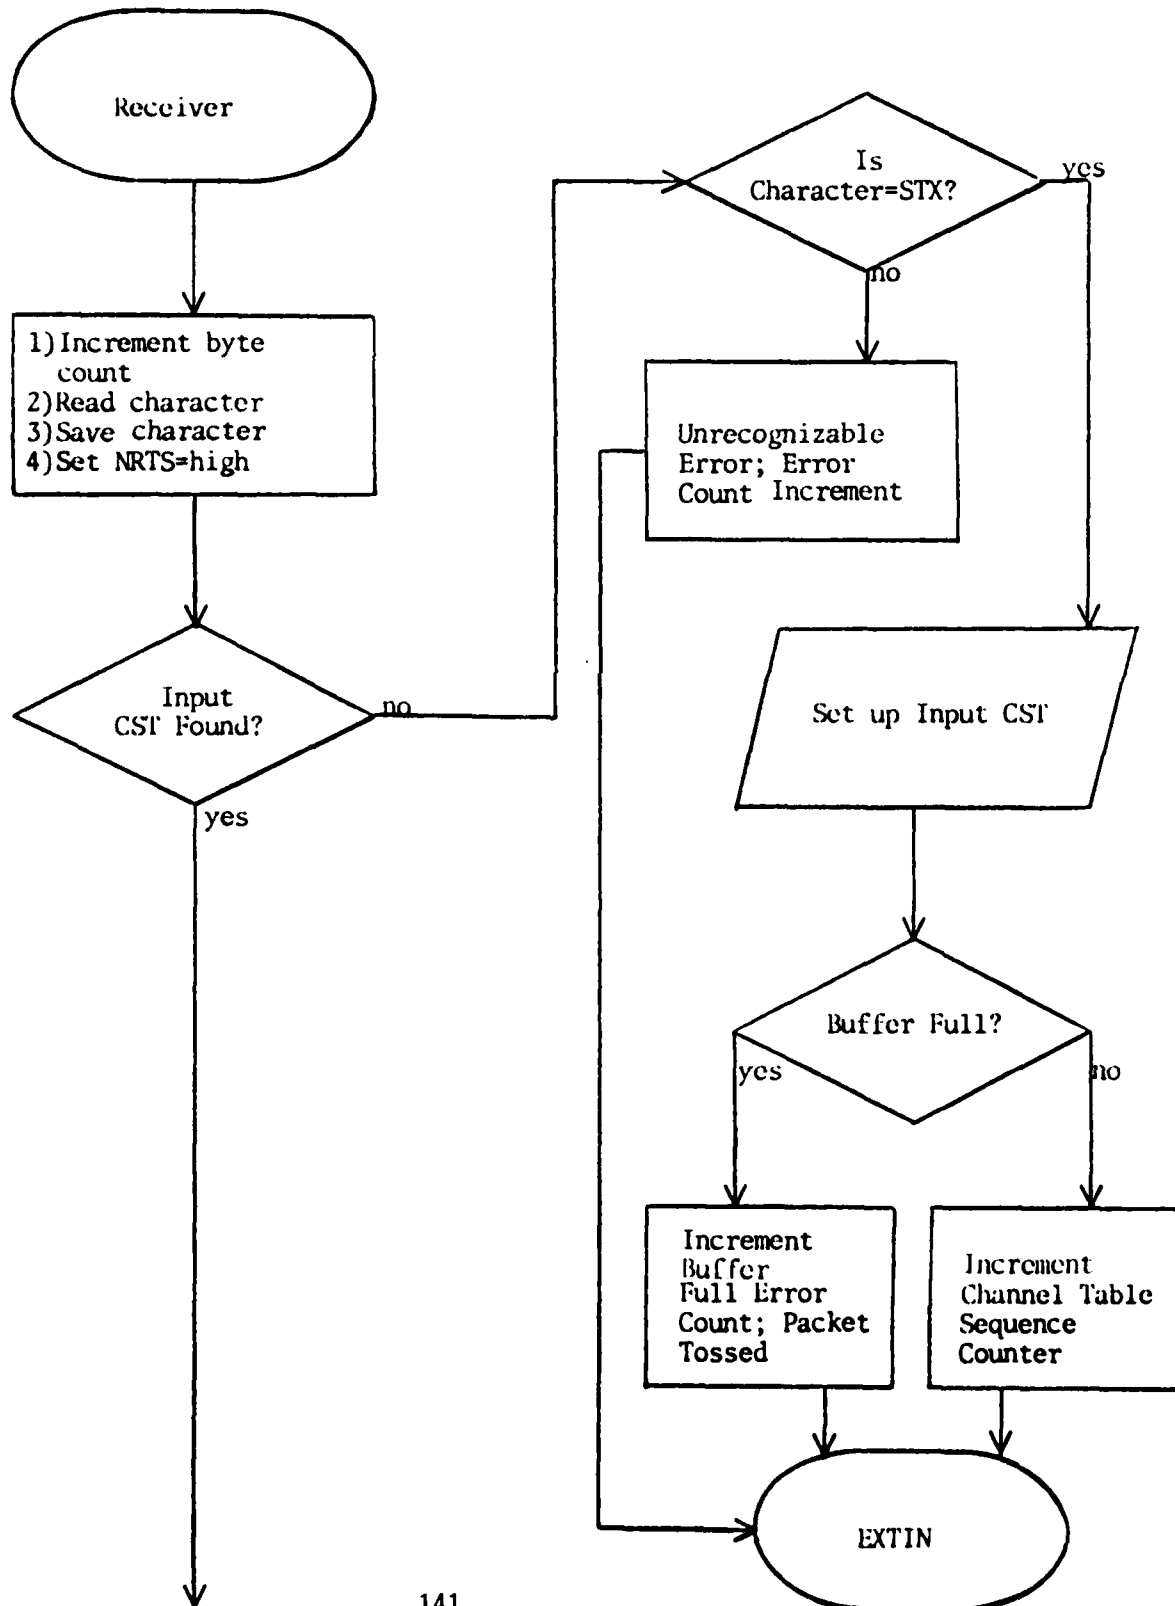 Receiver
1)Increment byte
count
2)Read character
3)Save character
4)Set NRTS=high
Input
CST Found?
no
yes
Is
Character=STX?
yes
no
Unrecognizable
Error; Error
Count Increment
Set up Input CST
Buffer Full?
yes
no
Increment
Buffer
Full Error
Count; Packet
Tossed
Increment
Channel Table
Sequence
Counter
EXTIN
141